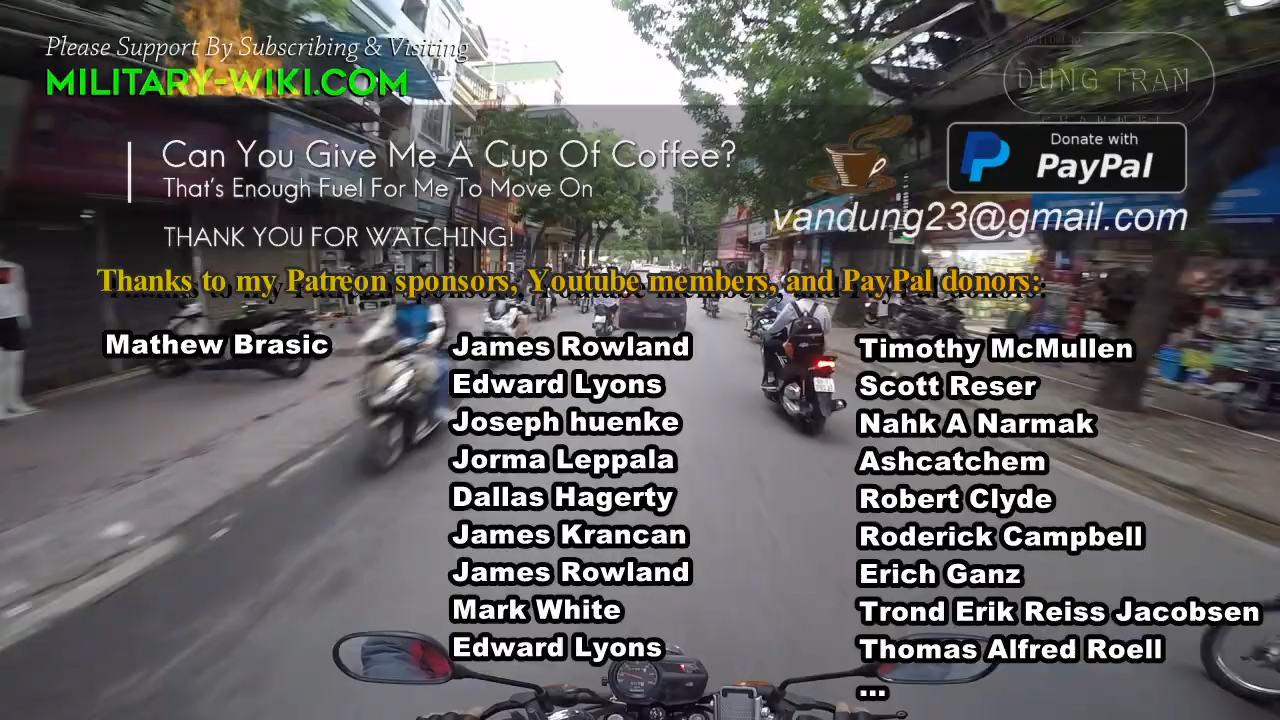 Please Support By Subscribing & Visiting
MILITARY-WIKI.COM
DUNG TRAN
CHANNEL
Can You Give Me A Cup Of Coffee?
That's Enough Fuel For Me To Move On
THANK YOU FOR WATCHING!
Donate with
PayPal
vandung23@gmail.com
Thanks to my Patreon sponsors, Youtube members, and PayPal donors:
Mathew Brasic
James Rowland
Edward Lyons
Joseph huenke
Jorma Leppala
Dallas Hagerty
James Krancan
James Rowland
Mark White
Edward Lyons
Timothy McMullen
Scott Reser
Nahk A Narmak
Ashcatchem
Robert Clyde
Roderick Campbell
Erich Ganz
Trond Erik Reiss Jacobsen
Thomas Alfred Roell
...